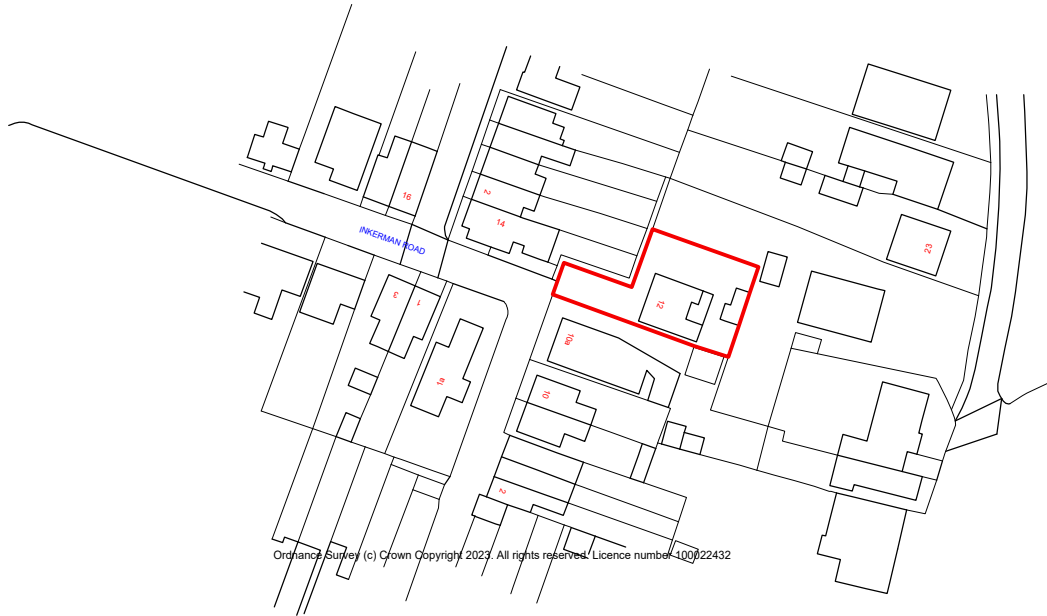 16
2
14
INKERMAN ROAD
23
3
1
12
10a
1a
10
2
Ordnance Survey (c) Crown Copyright 2023. All rights reserved. Licence number 100022432